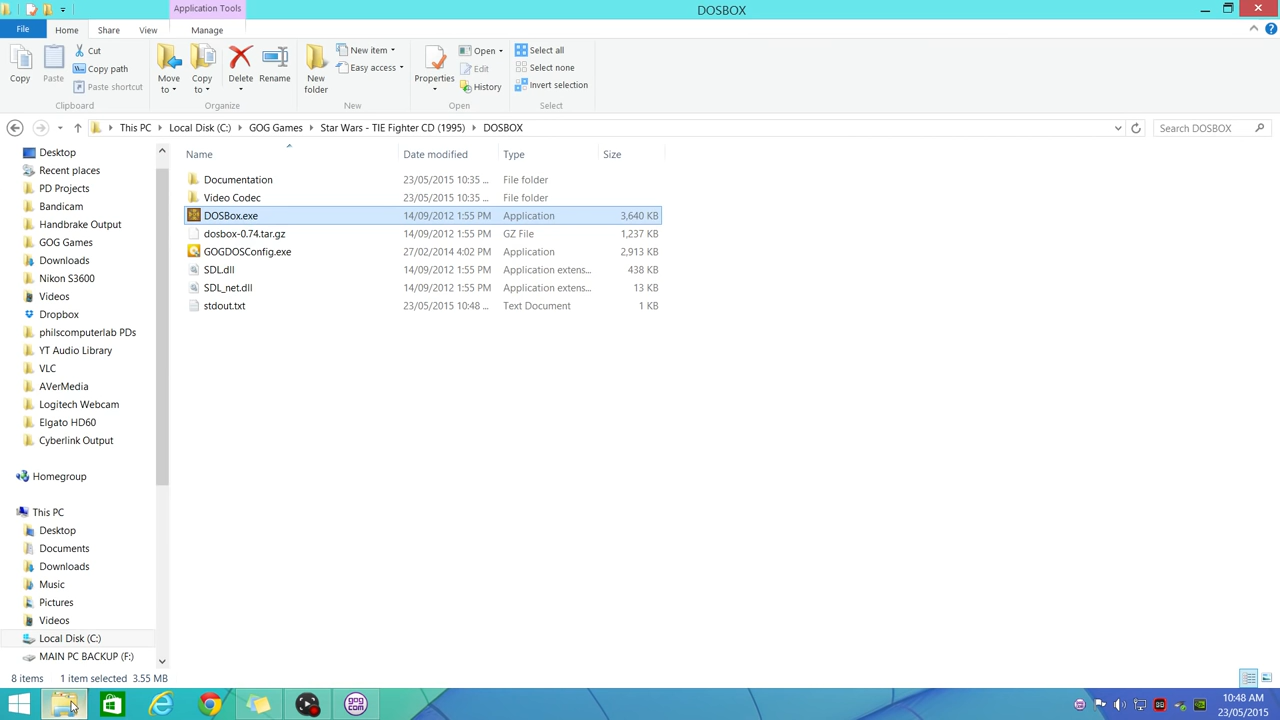 Application Tools
DOSBOX
File Home Share View Manage
Copy
Paste
Cut
Copy path
Paste shortcut
Clipboard
Move to
Copy to
Delete
Rename
Organize
New folder
New item
Easy access
New
Properties
Open
Edit
History
Open
Select all
Select none
Invert selection
Select
This PC Local Disk (C:) GOG Games Star Wars - TIE Fighter CD (1995) DOSBOX
Search DOSBOX
Name Date modified Type Size
Documentation 23/05/2015 10:35 ... File folder
Video Codec 23/05/2015 10:35 ... File folder
DOSBox.exe 14/09/2012 1:55 PM Application 3,640 KB
dosbox-0.74.tar.gz 14/09/2012 1:55 PM GZ File 1,237 KB
GOGDOSConfig.exe 27/02/2014 4:02 PM Application 2,913 KB
SDL.dll 14/09/2012 1:55 PM Application extens... 438 KB
SDL_net.dll 14/09/2012 1:55 PM Application extens... 13 KB
stdout.txt 23/05/2015 10:48 ... Text Document 1 KB
Desktop
Recent places
PD Projects
Bandicam
Handbrake Output
GOG Games
Downloads
Nikon S3600
Videos
Dropbox
philscomputerlab PDs
YT Audio Library
VLC
AVerMedia
Logitech Webcam
Elgato HD60
Cyberlink Output
Homegroup
This PC
Desktop
Documents
Downloads
Music
Pictures
Videos
Local Disk (C:)
MAIN PC BACKUP (F:)
8 items 1 item selected 3.55 MB
gog
com
10:48 AM
23/05/2015